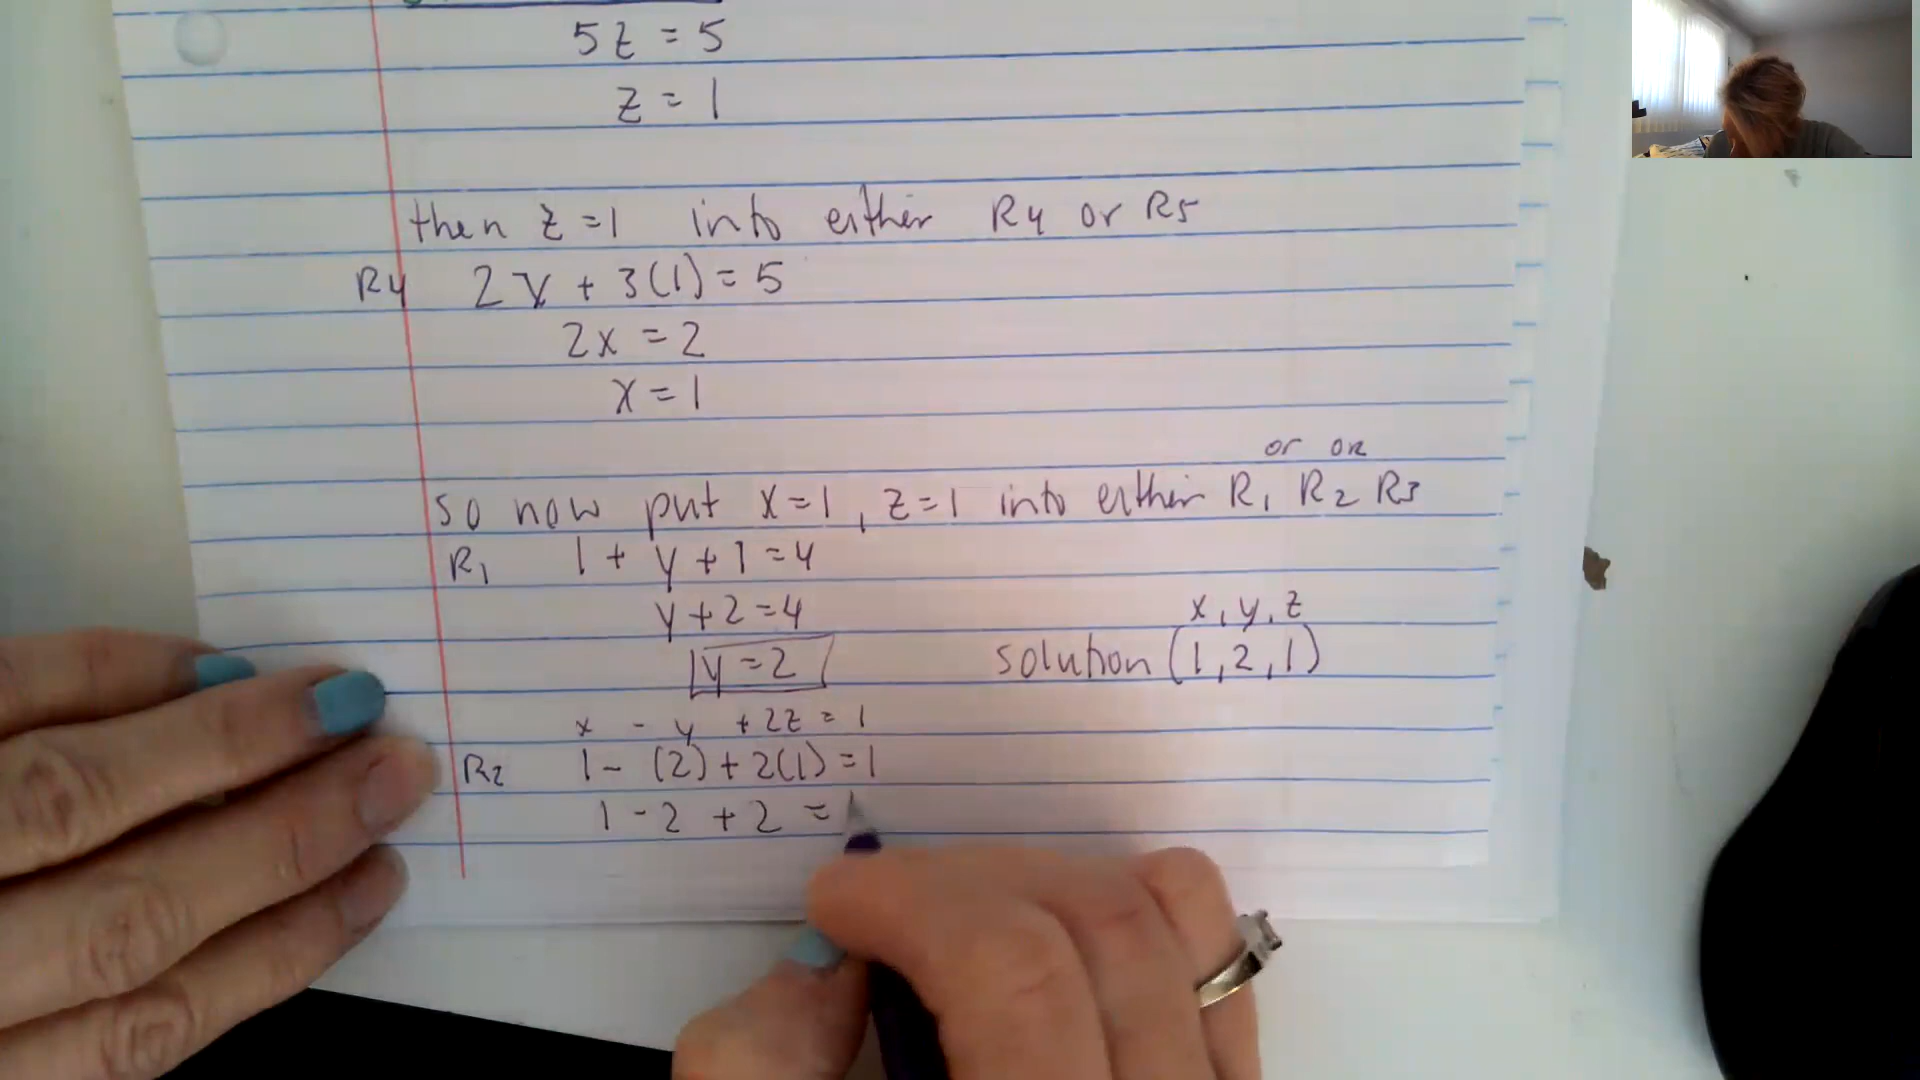 5z = 5
z = 1
then z = 1 into either R4 or R5
R4 2x + 3(1) = 5
2x = 2
x = 1
or or
so now put x = 1, z = 1 into either R1 R2 R3
R1 1 + y + 1 = 4
y + 2 = 4
x, y, z
y = 2 solution (1, 2, 1)
x - y + 2z = 1
R2 1 - (2) + 2(1) = 1
1 - 2 + 2 = 1